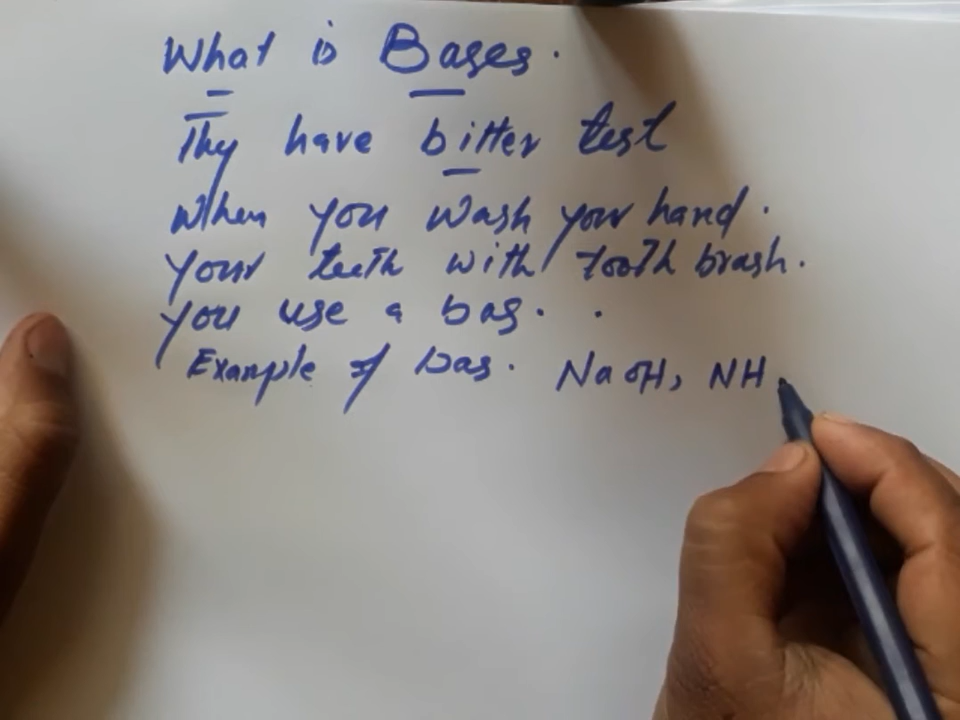 What is Bases.
Thy have bitter test
When you wash your hand.
your teeth with tooth brash.
you use a bas. .
Example of bas. NaOH, NH